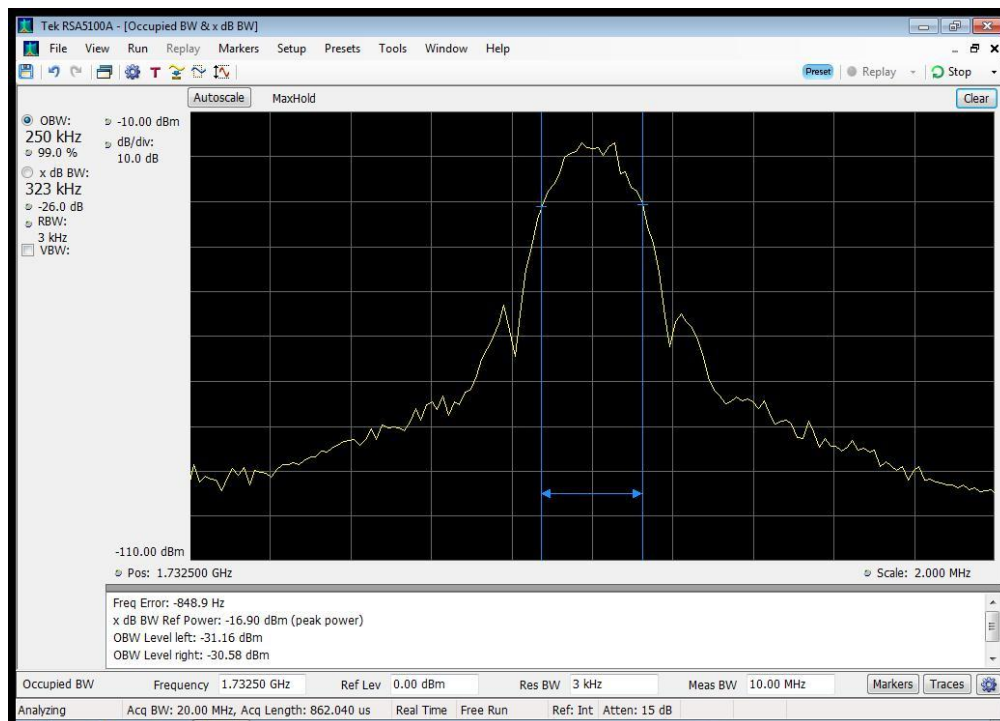 Tek RSA5100A - [Occupied BW & x dB BW]
File View Run Replay Markers Setup Presets Tools Window Help
T Preset Replay Stop
Autoscale MaxHold Clear
OBW:
250 kHz
99.0 %
x dB BW:
323 kHz
-26.0 dB
RBW:
3 kHz
VBW:
-10.00 dBm
dB/div:
10.0 dB
-110.00 dBm
Pos: 1.732500 GHz Scale: 2.000 MHz
Freq Error: -848.9 Hz
x dB BW Ref Power: -16.90 dBm (peak power)
OBW Level left: -31.16 dBm
OBW Level right: -30.58 dBm
Occupied BW Frequency 1.73250 GHz Ref Lev 0.00 dBm Res BW 3 kHz Meas BW 10.00 MHz Markers Traces
Analyzing Acq BW: 20.00 MHz, Acq Length: 862.040 us Real Time Free Run Ref: Int Atten: 15 dB